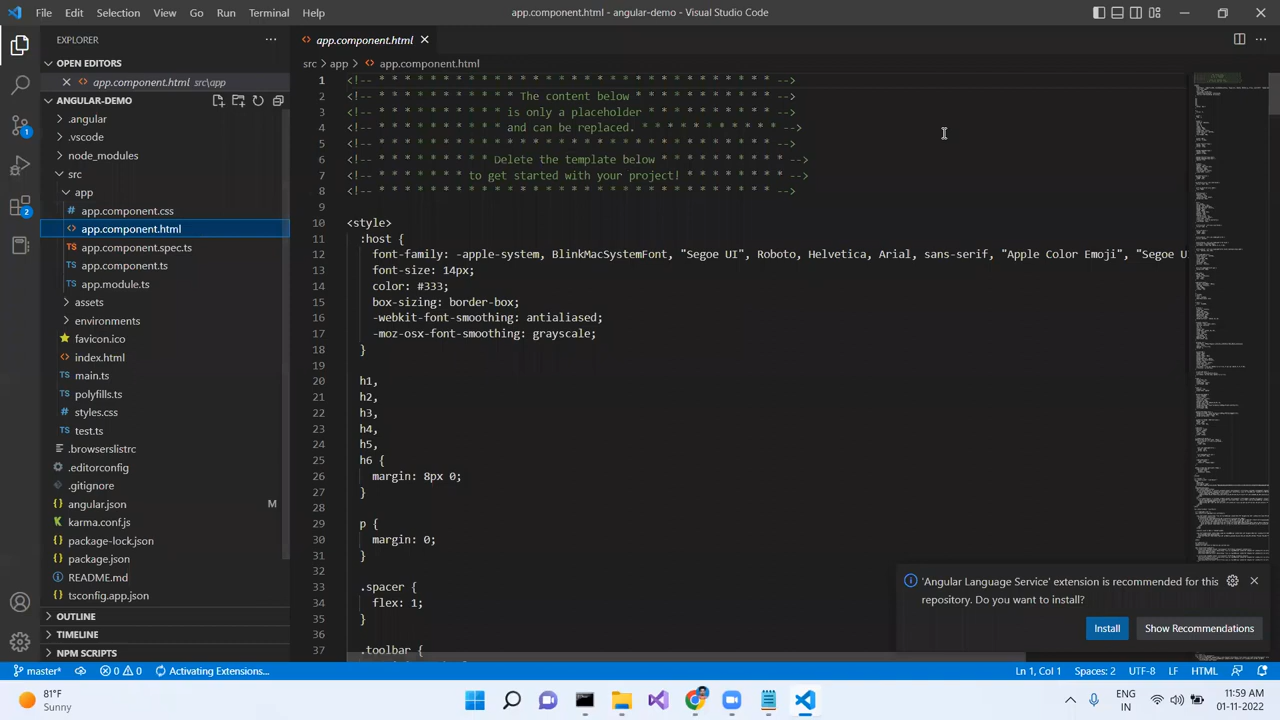 File Edit Selection View Go Run Terminal Help app.component.html - angular-demo - Visual Studio Code
EXPLORER
OPEN EDITORS
app.component.html src\app
ANGULAR-DEMO
.angular
.vscode
node_modules
src
app
app.component.css
app.component.html
app.component.spec.ts
app.component.ts
app.module.ts
assets
environments
favicon.ico
index.html
main.ts
polyfills.ts
styles.css
test.ts
.browserslistrc
.editorconfig
.gitignore
angular.json M
karma.conf.js
package-lock.json
package.json
README.md
tsconfig.app.json
OUTLINE
TIMELINE
NPM SCRIPTS
1
2
app.component.html
src > app > app.component.html
1 <!-- * * * * * * * * * * * * * * * * * * * * * * * * * * * * * * * -->
2 <!-- * * * * * * * * * * * The content below * * * * * * * * * * * -->
3 <!-- * * * * * * * * * * is only a placeholder * * * * * * * * * * -->
4 <!-- * * * * * * * * * * and can be replaced. * * * * * * * * * * * -->
5 <!-- * * * * * * * * * * * * * * * * * * * * * * * * * * * * * * * -->
6 <!-- * * * * * * * * * Delete the template below * * * * * * * * * * -->
7 <!-- * * * * * * * to get started with your project! * * * * * * * * -->
8 <!-- * * * * * * * * * * * * * * * * * * * * * * * * * * * * * * * -->
9
10 <style>
11 :host {
12 font-family: -apple-system, BlinkMacSystemFont, "Segoe UI", Roboto, Helvetica, Arial, sans-serif, "Apple Color Emoji", "Segoe U
13 font-size: 14px;
14 color: #333;
15 box-sizing: border-box;
16 -webkit-font-smoothing: antialiased;
17 -moz-osx-font-smoothing: grayscale;
18 }
19
20 h1,
21 h2,
22 h3,
23 h4,
24 h5,
25 h6 {
26 margin: 8px 0;
27 }
28
29 p {
30 margin: 0;
31 }
32
33 .spacer {
34 flex: 1;
35 }
36
37 .toolbar {
'Angular Language Service' extension is recommended for this
repository. Do you want to install?
Install Show Recommendations
master* 0 0 Activating Extensions... Ln 1, Col 1 Spaces: 2 UTF-8 LF HTML
81°F
Sunny
ENG
IN
11:59 AM
01-11-2022